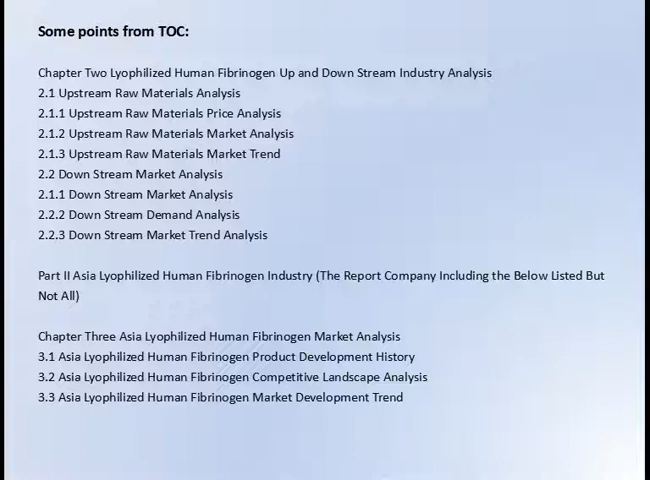 Some points from TOC:
Chapter Two Lyophilized Human Fibrinogen Up and Down Stream Industry Analysis
2.1 Upstream Raw Materials Analysis
2.1.1 Upstream Raw Materials Price Analysis
2.1.2 Upstream Raw Materials Market Analysis
2.1.3 Upstream Raw Materials Market Trend
2.2 Down Stream Market Analysis
2.1.1 Down Stream Market Analysis
2.2.2 Down Stream Demand Analysis
2.2.3 Down Stream Market Trend Analysis
Part II Asia Lyophilized Human Fibrinogen Industry (The Report Company Including the Below Listed But
Not All)
Chapter Three Asia Lyophilized Human Fibrinogen Market Analysis
3.1 Asia Lyophilized Human Fibrinogen Product Development History
3.2 Asia Lyophilized Human Fibrinogen Competitive Landscape Analysis
3.3 Asia Lyophilized Human Fibrinogen Market Development Trend